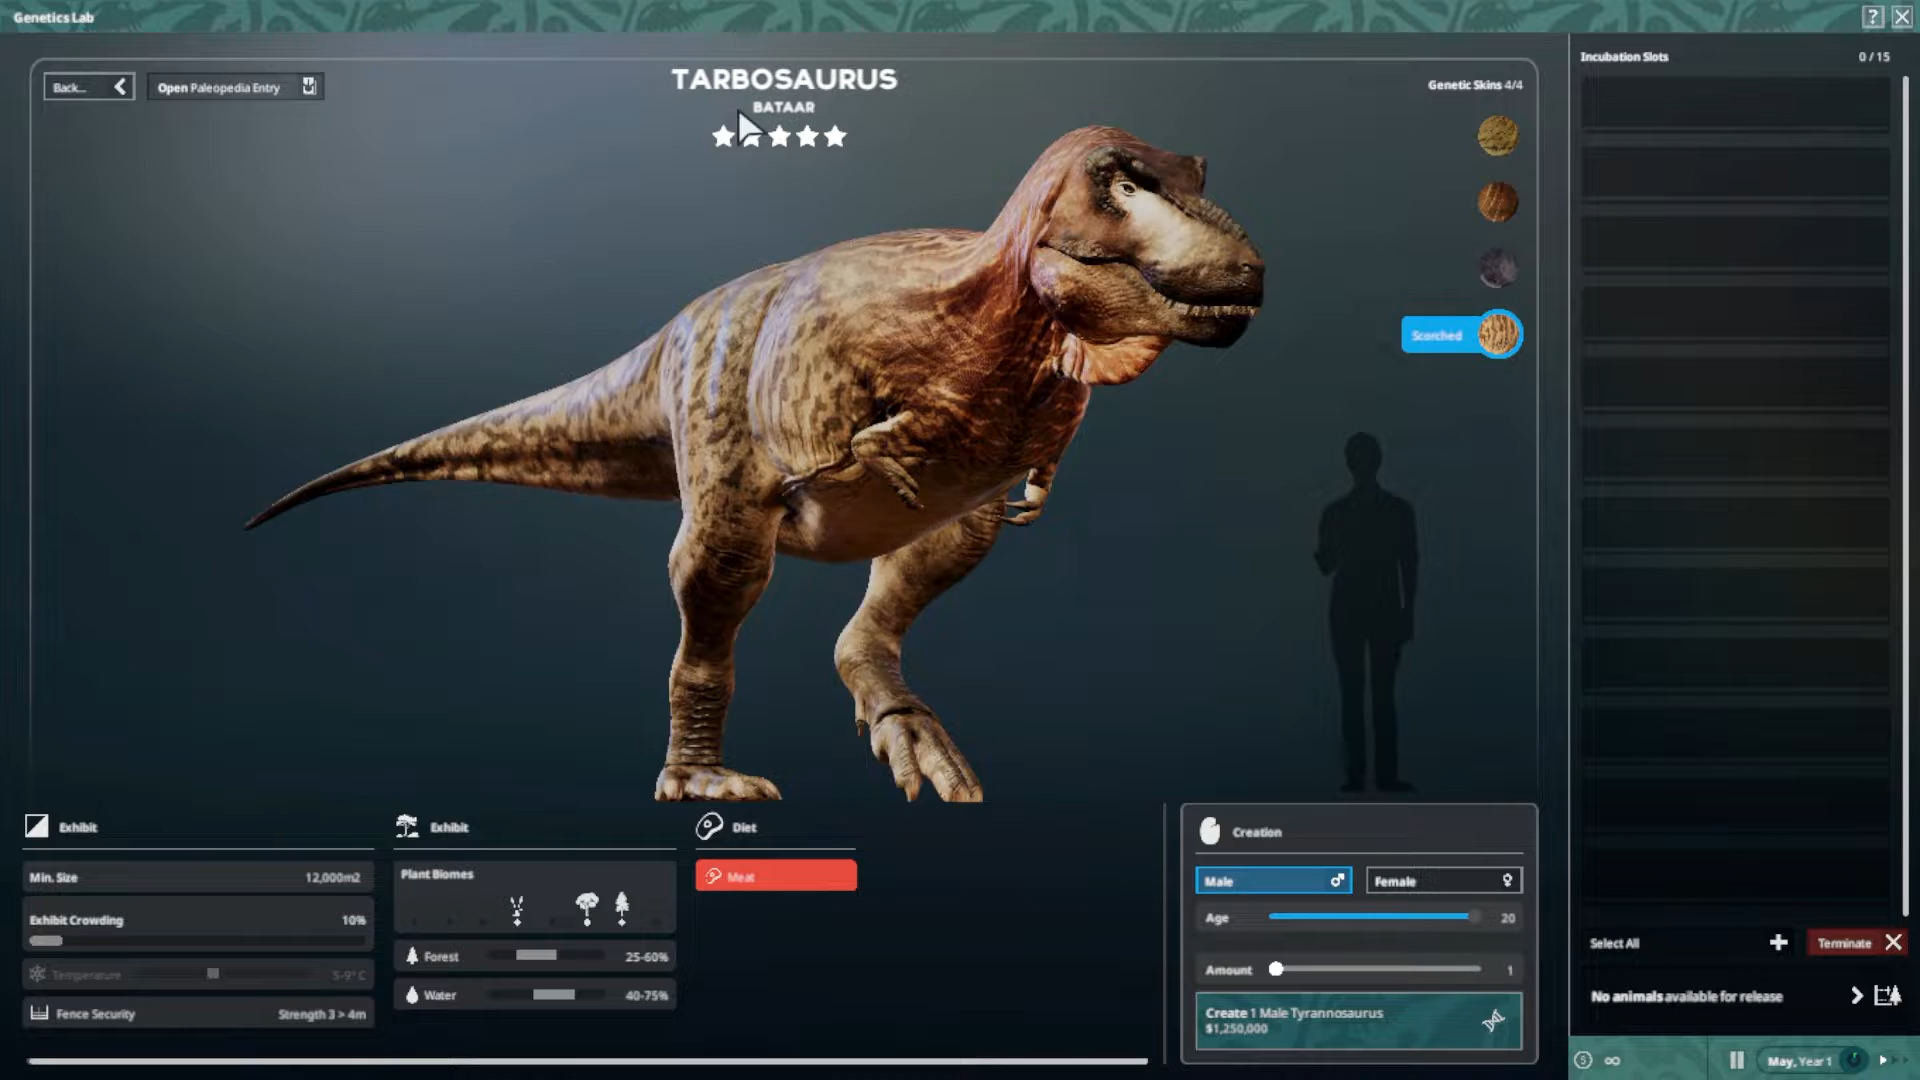 Genetics Lab
?
Back...
Open Paleopedia Entry
TARBOSAURUS
BATAAR
Genetic Skins 4/4
Scorched
Incubation Slots 0 / 15
Exhibit
Min. Size 12,000m2
Exhibit Crowding 10%
Temperature 5-9°C
Fence Security Strength 3 > 4m
Exhibit
Plant Biomes
Forest 25-60%
Water 40-75%
Diet
Meat
Creation
Male
Female
Age 20
Amount 1
Create 1 Male Tyrannosaurus
$1,250,000
Select All
Terminate
No animals available for release
May, Year 1